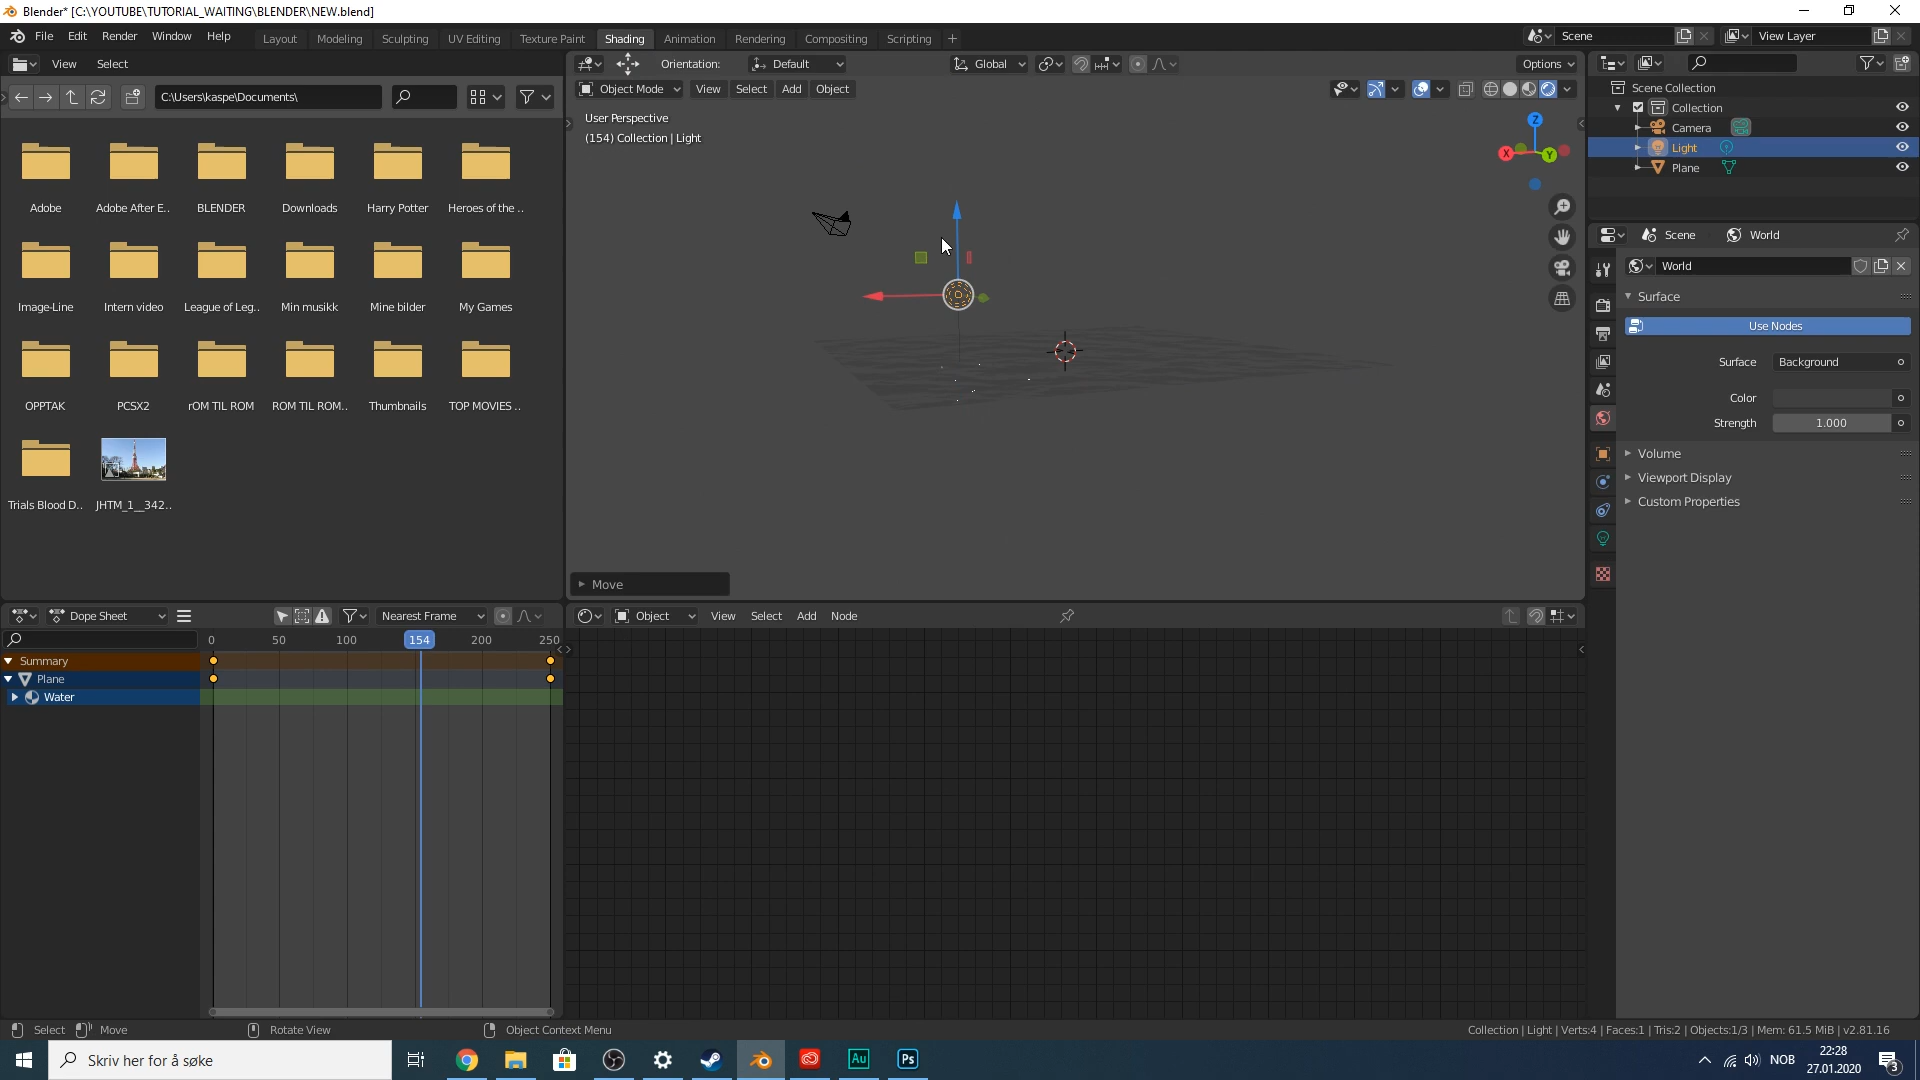 Blender* [C:\YOUTUBE\TUTORIAL_WAITING\BLENDER\NEW.blend]
File Edit Render Window Help Layout Modeling Sculpting UV Editing Texture Paint Shading Animation Rendering Compositing Scripting + Scene View Layer
View Select Orientation: Default Global Options
C:\Users\kaspe\Documents\ Object Mode View Select Add Object
Scene Collection
Collection
Camera
Light
Plane
User Perspective
(154) Collection | Light
Z
X
Y
Adobe Adobe After E.. BLENDER Downloads Harry Potter Heroes of the ..
Image-Line Intern video League of Leg.. Min musikk Mine bilder My Games
OPPTAK PCSX2 rOM TIL ROM ROM TIL ROM.. Thumbnails TOP MOVIES ..
Trials Blood D.. JHTM_1__342..
Move
Scene World
World
Surface
Use Nodes
Surface Background
Color
Strength 1.000
Volume
Viewport Display
Custom Properties
Dope Sheet Nearest Frame Object View Select Add Node
0 50 100 154 200 250
Summary
Plane
Water
Select Move Rotate View Object Context Menu Collection | Light | Verts:4 | Faces:1 | Tris:2 | Objects:1/3 | Mem: 61.5 MiB | v2.81.16
Skriv her for å søke Au Ps NOB 22:28
27.01.2020 3